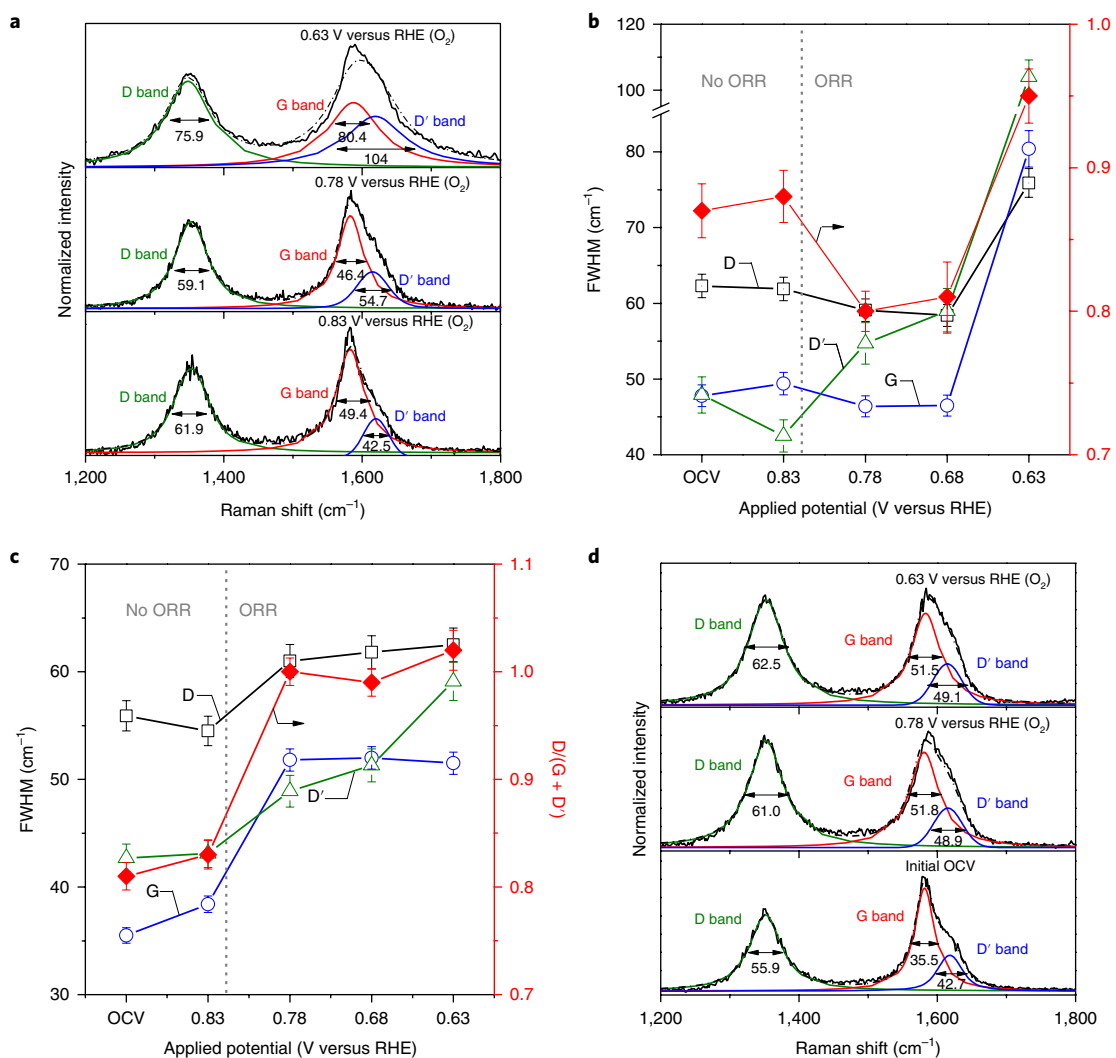 a
0.63 V versus RHE (O₂)
D band
G band
D′ band
75.9
80.4
104
0.78 V versus RHE (O₂)
D band
G band
D′ band
59.1
46.4
54.7
0.83 V versus RHE (O₂)
D band
G band
D′ band
61.9
49.4
42.5
Normalized intensity
1,200 1,400 1,600 1,800
Raman shift (cm⁻¹)
b
120
100
80
70
60
50
40
FWHM (cm⁻¹)
No ORR ORR
D
D′
G
1.0
0.9
0.8
0.7
OCV 0.83 0.78 0.68 0.63
Applied potential (V versus RHE)
c
70
60
50
40
30
FWHM (cm⁻¹)
No ORR ORR
D
D′
G
1.1
1.0
0.9
0.8
0.7
D/(G + D′)
OCV 0.83 0.78 0.68 0.63
Applied potential (V versus RHE)
d
0.63 V versus RHE (O₂)
D band
G band
D′ band
62.5
51.5
49.1
0.78 V versus RHE (O₂)
D band
G band
D′ band
61.0
51.8
48.9
Initial OCV
D band
G band
D′ band
55.9
35.5
42.7
Normalized intensity
1,200 1,400 1,600 1,800
Raman shift (cm⁻¹)